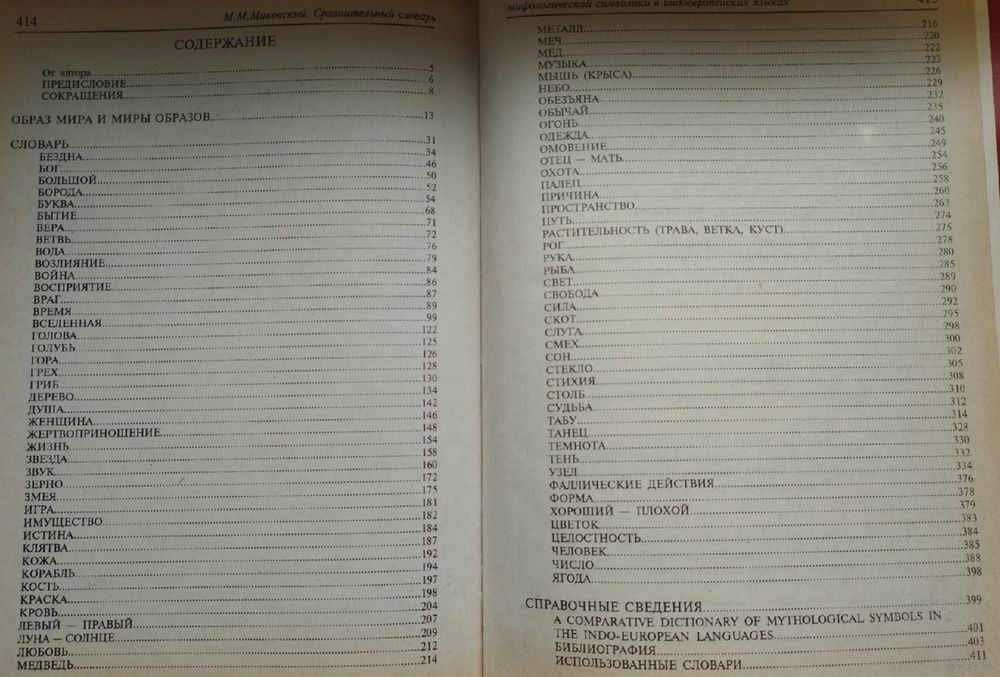 414
М.М.Маковский. Сравнительный словарь
СОДЕРЖАНИЕ
От автора 5
ПРЕДИСЛОВИЕ 6
СОКРАЩЕНИЯ 8
ОБРАЗ МИРА И МИРЫ ОБРАЗОВ 13
СЛОВАРЬ 31
БЕЗДНА 34
БОГ 46
БОЛЬШОЙ 50
БОРОДА 52
БУКВА 54
БЫТИЕ 68
ВЕРА 71
ВЕТВЬ 72
ВОДА 76
ВОЗЛИЯНИЕ 79
ВОЙНА 84
ВОСПРИЯТИЕ 86
ВРАГ 87
ВРЕМЯ 89
ВСЕЛЕННАЯ 99
ГОЛОВА 122
ГОЛУБЬ 125
ГОРА 126
ГРЕХ 128
ГРИБ 130
ДЕРЕВО 134
ДУША 142
ЖЕНЩИНА 146
ЖЕРТВОПРИНОШЕНИЕ 148
ЖИЗНЬ 154
ЗВЕЗДА 158
ЗВУК 160
ЗЕРНО 172
ЗМЕЯ 175
ИГРА 181
ИМУЩЕСТВО 182
ИСТИНА 184
КЛЯТВА 187
КОЖА 192
КОРАБЛЬ 194
КОСТЬ 197
КРАСКА 198
КРОВЬ 204
ЛЕВЫЙ — ПРАВЫЙ 207
ЛУНА — СОЛНЦЕ 209
ЛЮБОВЬ 212
МЕДВЕДЬ 214
мифологической символики в индоевропейских языках
МЕТАЛЛ 216
МЕЧ 220
МЁД 222
МУЗЫКА 223
МЫШЬ (КРЫСА) 226
НЕБО 229
ОБЕЗЬЯНА 232
ОБЫЧАЙ 235
ОГОНЬ 240
ОДЕЖДА 245
ОМОВЕНИЕ 249
ОТЕЦ — МАТЬ 254
ОХОТА 256
ПАЛЕЦ 258
ПРИЧИНА 260
ПРОСТРАНСТВО 263
ПУТЬ 274
РАСТИТЕЛЬНОСТЬ (ТРАВА, ВЕТКА, КУСТ) 275
РОГ 278
РУКА 280
РЫБА 285
СВЕТ 289
СВОБОДА 290
СИЛА 292
СКОТ 295
СЛУГА 298
СМЕХ 300
СОН 302
СТЕКЛО 305
СТИХИЯ 308
СТОЛБ 310
СУДЬБА 312
ТАБУ 314
ТАНЕЦ 328
ТЕМНОТА 330
ТЕНЬ 332
УЗЕЛ 334
ФАЛЛИЧЕСКИЕ ДЕЙСТВИЯ 376
ФОРМА 378
ХОРОШИЙ — ПЛОХОЙ 379
ЦВЕТОК 383
ЦЕЛОСТНОСТЬ 384
ЧЕЛОВЕК 385
ЧИСЛО 388
ЯГОДА 398
СПРАВОЧНЫЕ СВЕДЕНИЯ 399
A COMPARATIVE DICTIONARY OF MYTHOLOGICAL SYMBOLS IN
THE INDO-EUROPEAN LANGUAGES 401
БИБЛИОГРАФИЯ 403
ИСПОЛЬЗОВАННЫЕ СЛОВАРИ 411
www.ay.by